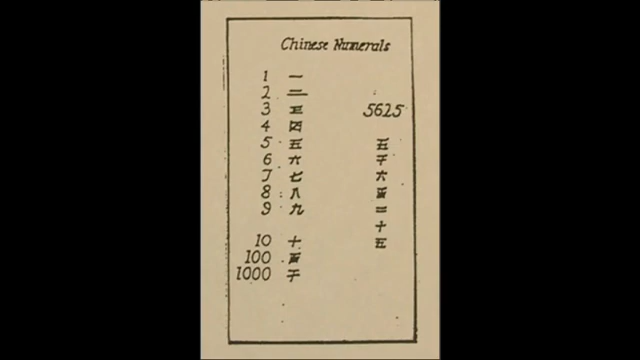 Chinese Numerals
1 一
2 二
3 三
4 四
5 五
6 六
7 七
8 八
9 九
10 十
100 百
1000 千
5625
五
千
六
百
二
十
五